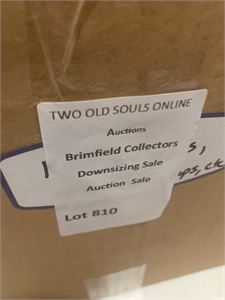 TWO OLD SOULS ONLINE
Auctions
Brimfield Collectors
Downsizing Sale
Auction Sale
Lot 810